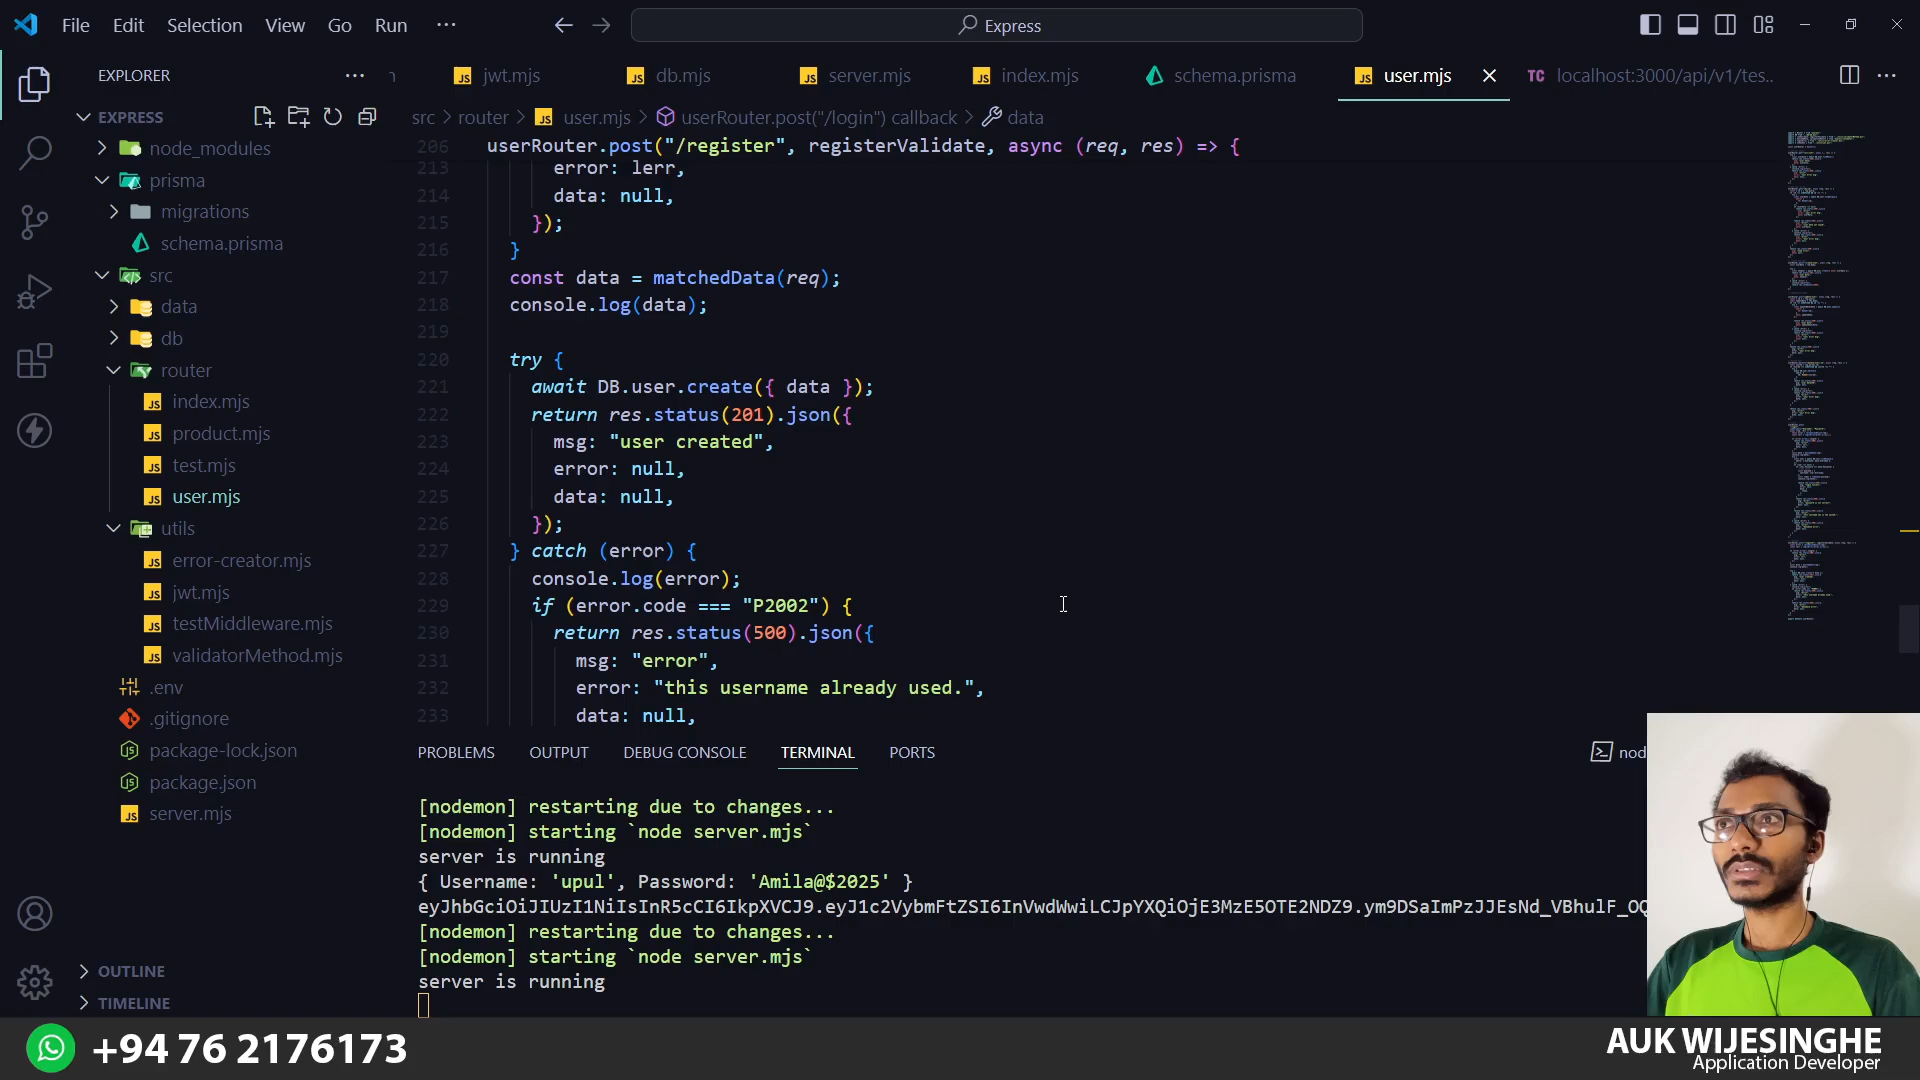 File Edit Selection View Go Run ···
Express
EXPLORER
jwt.mjs db.mjs server.mjs index.mjs schema.prisma user.mjs TC localhost:3000/api/v1/tes..
EXPRESS
src > router > user.mjs > userRouter.post("/login") callback > data
node_modules
prisma
migrations
schema.prisma
src
data
db
router
index.mjs
product.mjs
test.mjs
user.mjs
utils
error-creator.mjs
jwt.mjs
testMiddleware.mjs
validatorMethod.mjs
.env
.gitignore
package-lock.json
package.json
server.mjs
OUTLINE
TIMELINE
206 userRouter.post("/register", registerValidate, async (req, res) => {
213 error: lerr,
214 data: null,
215 });
216 }
217 const data = matchedData(req);
218 console.log(data);
219
220 try {
221 await DB.user.create({ data });
222 return res.status(201).json({
223 msg: "user created",
224 error: null,
225 data: null,
226 });
227 } catch (error) {
228 console.log(error);
229 if (error.code === "P2002") {
230 return res.status(500).json({
231 msg: "error",
232 error: "this username already used.",
233 data: null,
PROBLEMS OUTPUT DEBUG CONSOLE TERMINAL PORTS
nod
[nodemon] restarting due to changes...
[nodemon] starting `node server.mjs`
server is running
{ Username: 'upul', Password: 'Amila@$2025' }
eyJhbGciOiJIUzI1NiIsInR5cCI6IkpXVCJ9.eyJ1c2VybmFtZSI6InVwdWwiLCJpYXQiOjE3MzE5OTE2NDZ9.ym9DSaImPzJJEsNd_VBhulF_OQ
[nodemon] restarting due to changes...
[nodemon] starting `node server.mjs`
server is running
+94 76 2176173
AUK WIJESINGHE
Application Developer